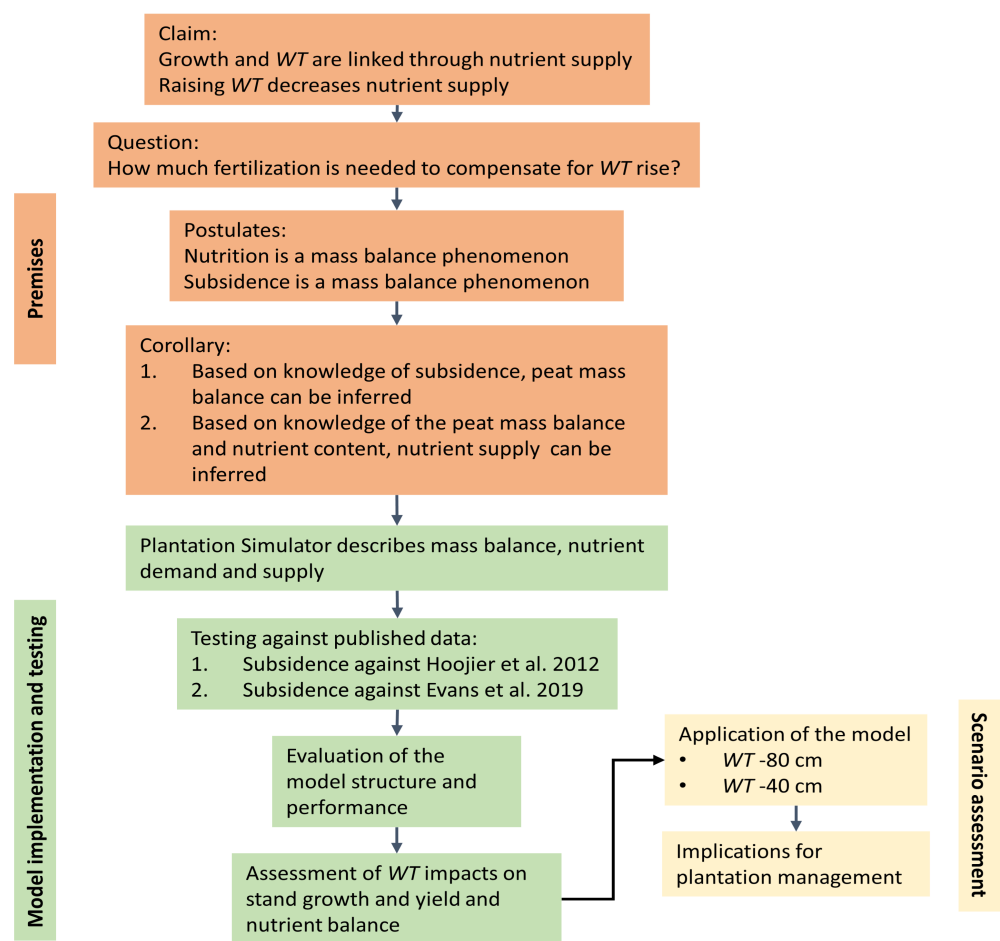 Claim:
Growth and WT are linked through nutrient supply
Raising WT decreases nutrient supply
Question:
How much fertilization is needed to compensate for WT rise?
Premises
Postulates:
Nutrition is a mass balance phenomenon
Subsidence is a mass balance phenomenon
Corollary:
1. Based on knowledge of subsidence, peat mass
balance can be inferred
2. Based on knowledge of the peat mass balance
and nutrient content, nutrient supply can be
inferred
Model implementation and testing
Plantation Simulator describes mass balance, nutrient
demand and supply
Testing against published data:
1. Subsidence against Hoojier et al. 2012
2. Subsidence against Evans et al. 2019
Evaluation of the
model structure and
performance
Assessment of WT impacts on
stand growth and yield and
nutrient balance
Scenario assessment
Application of the model
• WT -80 cm
• WT -40 cm
Implications for
plantation management